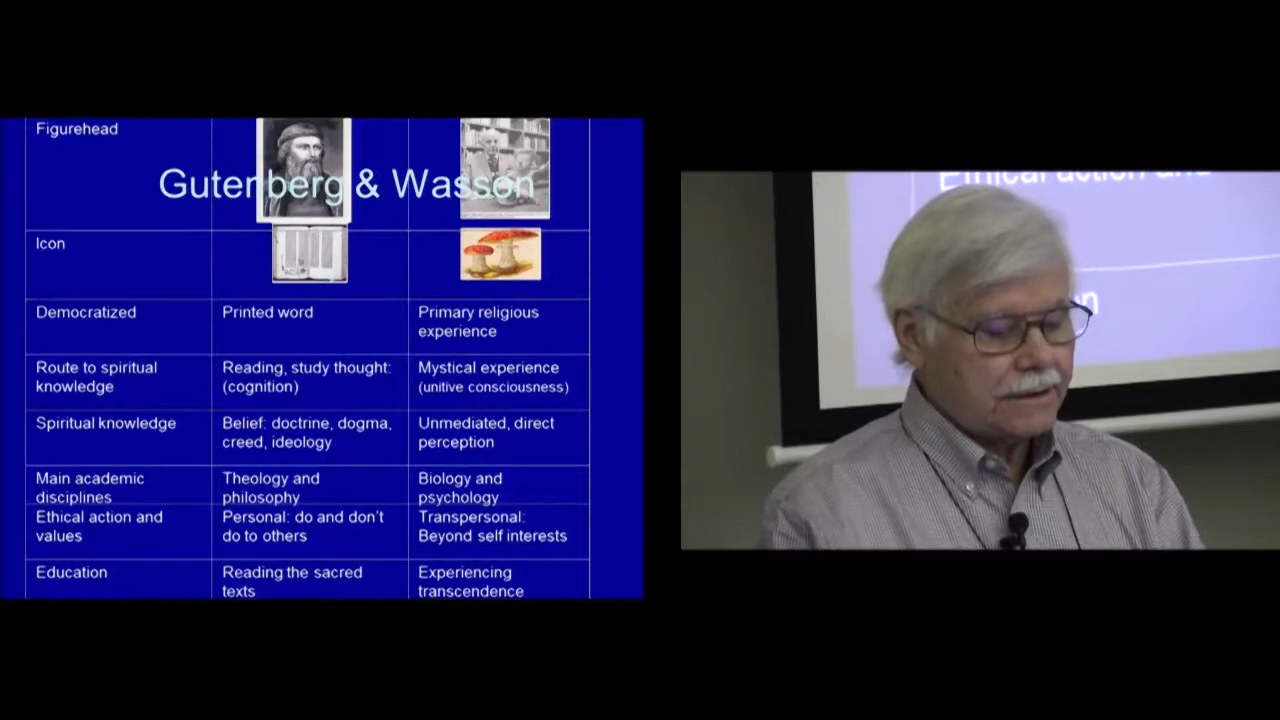 Figurehead
Gutenberg & Wasson
Icon
Democratized
Printed word
Primary religious
experience
Route to spiritual
knowledge
Reading, study thought:
(cognition)
Mystical experience
(unitive consciousness)
Spiritual knowledge
Belief: doctrine, dogma,
creed, ideology
Unmediated, direct
perception
Main academic
disciplines
Theology and
philosophy
Biology and
psychology
Ethical action and
values
Personal: do and don't
do to others
Transpersonal:
Beyond self interests
Education
Reading the sacred
texts
Experiencing
transcendence
Ethical action and